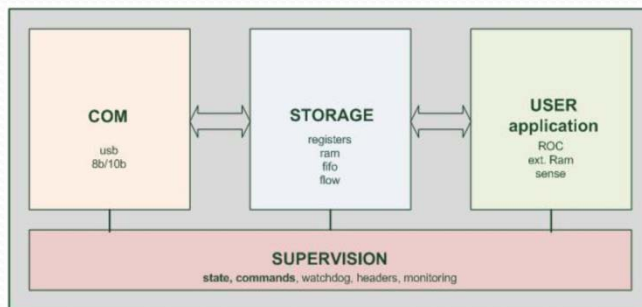 COM
usb
8b/10b
STORAGE
registers
ram
fifo
flow
USER
application
ROC
ext. Ram
sense
SUPERVISION
state, commands, watchdog, headers, monitoring